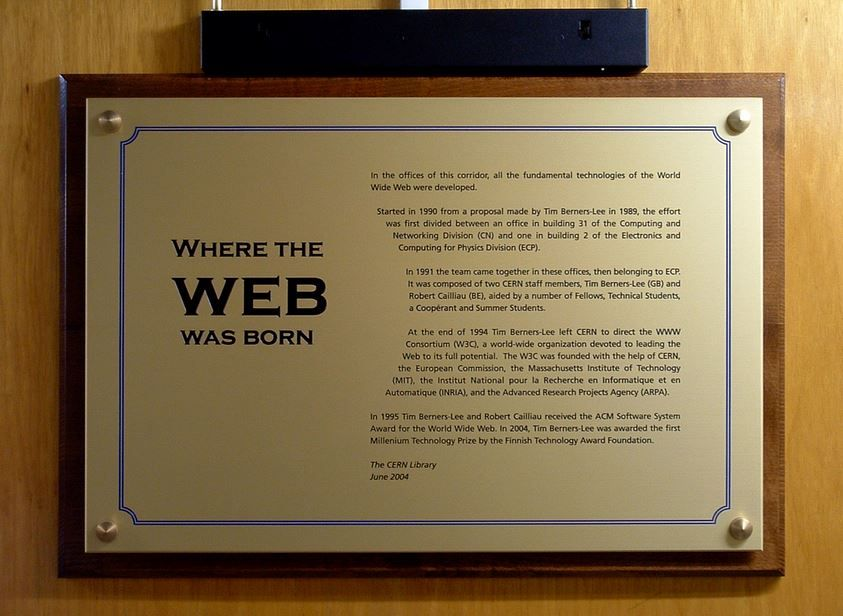 WHERE THE
WEB
WAS BORN
In the offices of this corridor, all the fundamental technologies of the World
Wide Web were developed.
Started in 1990 from a proposal made by Tim Berners-Lee in 1989, the effort
was first divided between an office in building 31 of the Computing and
Networking Division (CN) and one in building 2 of the Electronics and
Computing for Physics Division (ECP).
In 1991 the team came together in these offices, then belonging to ECP.
It was composed of two CERN staff members, Tim Berners-Lee (GB) and
Robert Cailliau (BE), aided by a number of Fellows, Technical Students,
a Coopérant and Summer Students.
At the end of 1994 Tim Berners-Lee left CERN to direct the WWW
Consortium (W3C), a world-wide organization devoted to leading the
Web to its full potential. The W3C was founded with the help of CERN,
the European Commission, the Massachusetts Institute of Technology
(MIT), the Institut National pour la Recherche en Informatique et en
Automatique (INRIA), and the Advanced Research Projects Agency (ARPA).
In 1995 Tim Berners-Lee and Robert Cailliau received the ACM Software System
Award for the World Wide Web. In 2004, Tim Berners-Lee was awarded the first
Millenium Technology Prize by the Finnish Technology Award Foundation.
The CERN Library
June 2004